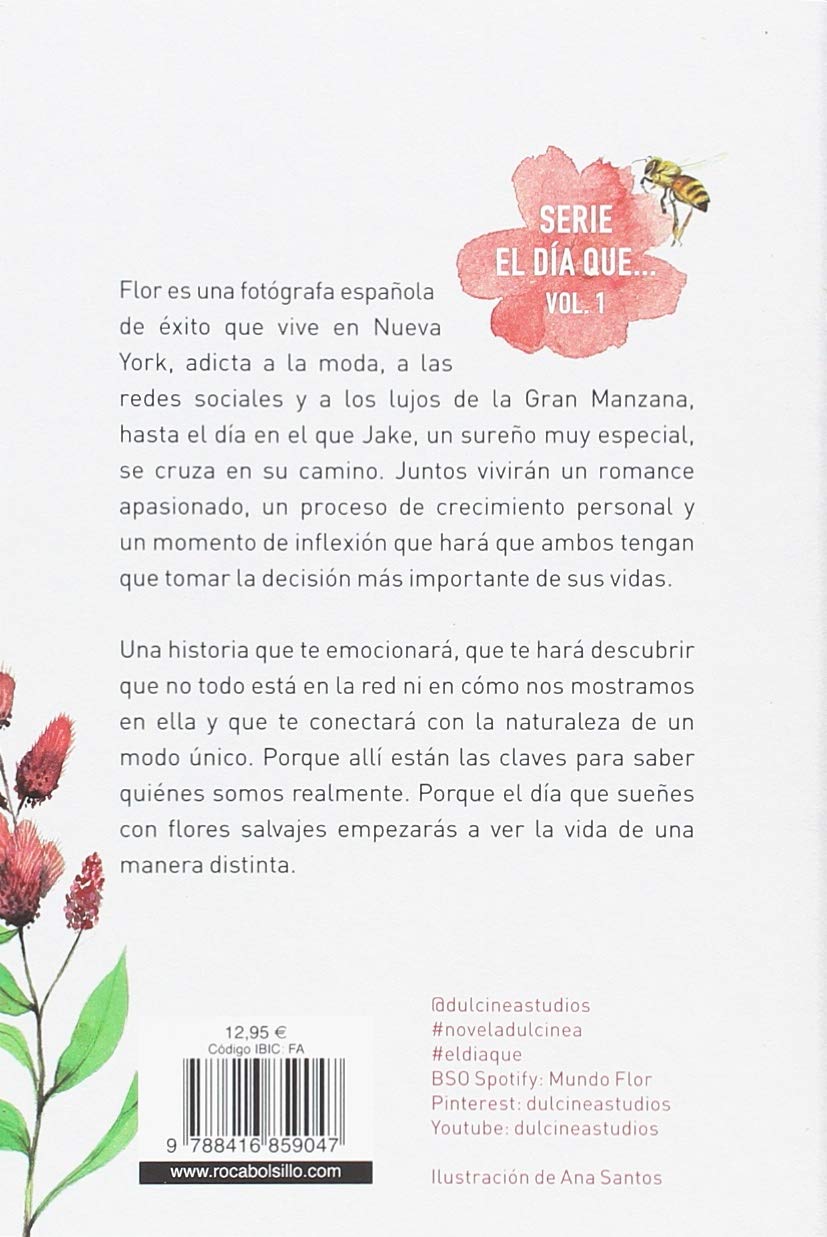 SERIE
EL DÍA QUE...
VOL. 1
Flor es una fotógrafa española
de éxito que vive en Nueva
York, adicta a la moda, a las
redes sociales y a los lujos de la Gran Manzana,
hasta el día en el que Jake, un sureño muy especial,
se cruza en su camino. Juntos vivirán un romance
apasionado, un proceso de crecimiento personal y
un momento de inflexión que hará que ambos tengan
que tomar la decisión más importante de sus vidas.
Una historia que te emocionará, que te hará descubrir
que no todo está en la red ni en cómo nos mostramos
en ella y que te conectará con la naturaleza de un
modo único. Porque allí están las claves para saber
quiénes somos realmente. Porque el día que sueñes
con flores salvajes empezarás a ver la vida de una
manera distinta.
12,95 €
Código IBIC: FA
9 788416 859047
www.rocabolsillo.com
@dulcineastudios
#noveladulcinea
#eldiaque
BSO Spotify: Mundo Flor
Pinterest: dulcineastudios
Youtube: dulcineastudios
Ilustración de Ana Santos